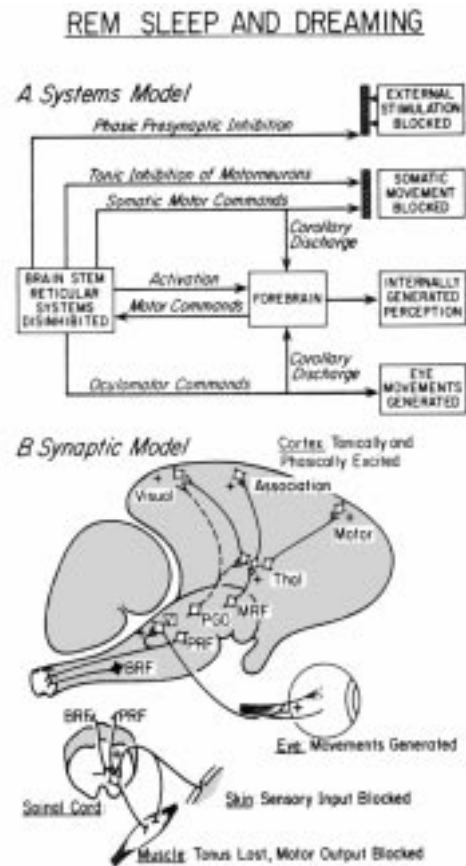 REM SLEEP AND DREAMING
A Systems Model
EXTERNAL
STIMULATION
BLOCKED
Phasic Presynaptic Inhibition
Tonic Inhibition of Motorneurons
SOMATIC
MOVEMENT
BLOCKED
Somatic Motor Commands
Corollary
Discharge
BRAIN STEM
RETICULAR
SYSTEMS
DISINHIBITED
Activation
Motor Commands
FOREBRAIN
INTERNALLY
GENERATED
PERCEPTION
Corollary
Discharge
Oculomotor Commands
EYE
MOVEMENTS
GENERATED
B Synaptic Model
Cortex: Tonically and
Phasically Excited
Visual
Association
Motor
Thal
MRF
PGO
PRF
BRF
Eye: Movements Generated
BRF
PRF
Spinal Cord:
Skin: Sensory Input Blocked
Muscle: Tonus Lost, Motor Output Blocked